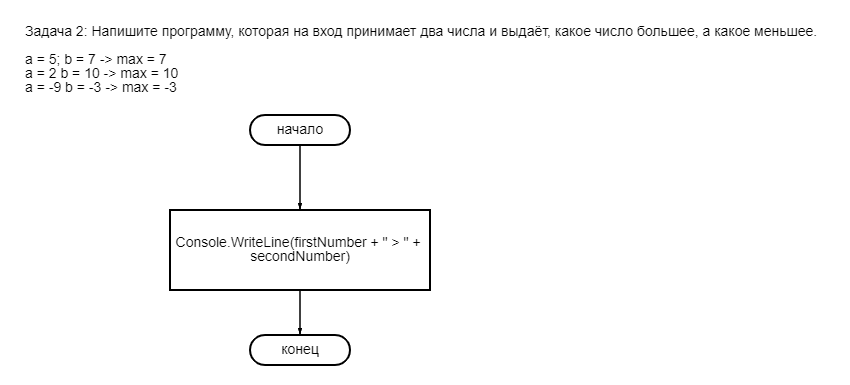 Задача 2: Напишите программу, которая на вход принимает два числа и выдаёт, какое число большее, а какое меньшее.
a = 5; b = 7 -> max = 7
a = 2 b = 10 -> max = 10
a = -9 b = -3 -> max = -3
начало
Console.WriteLine(firstNumber + " > " +
secondNumber)
конец